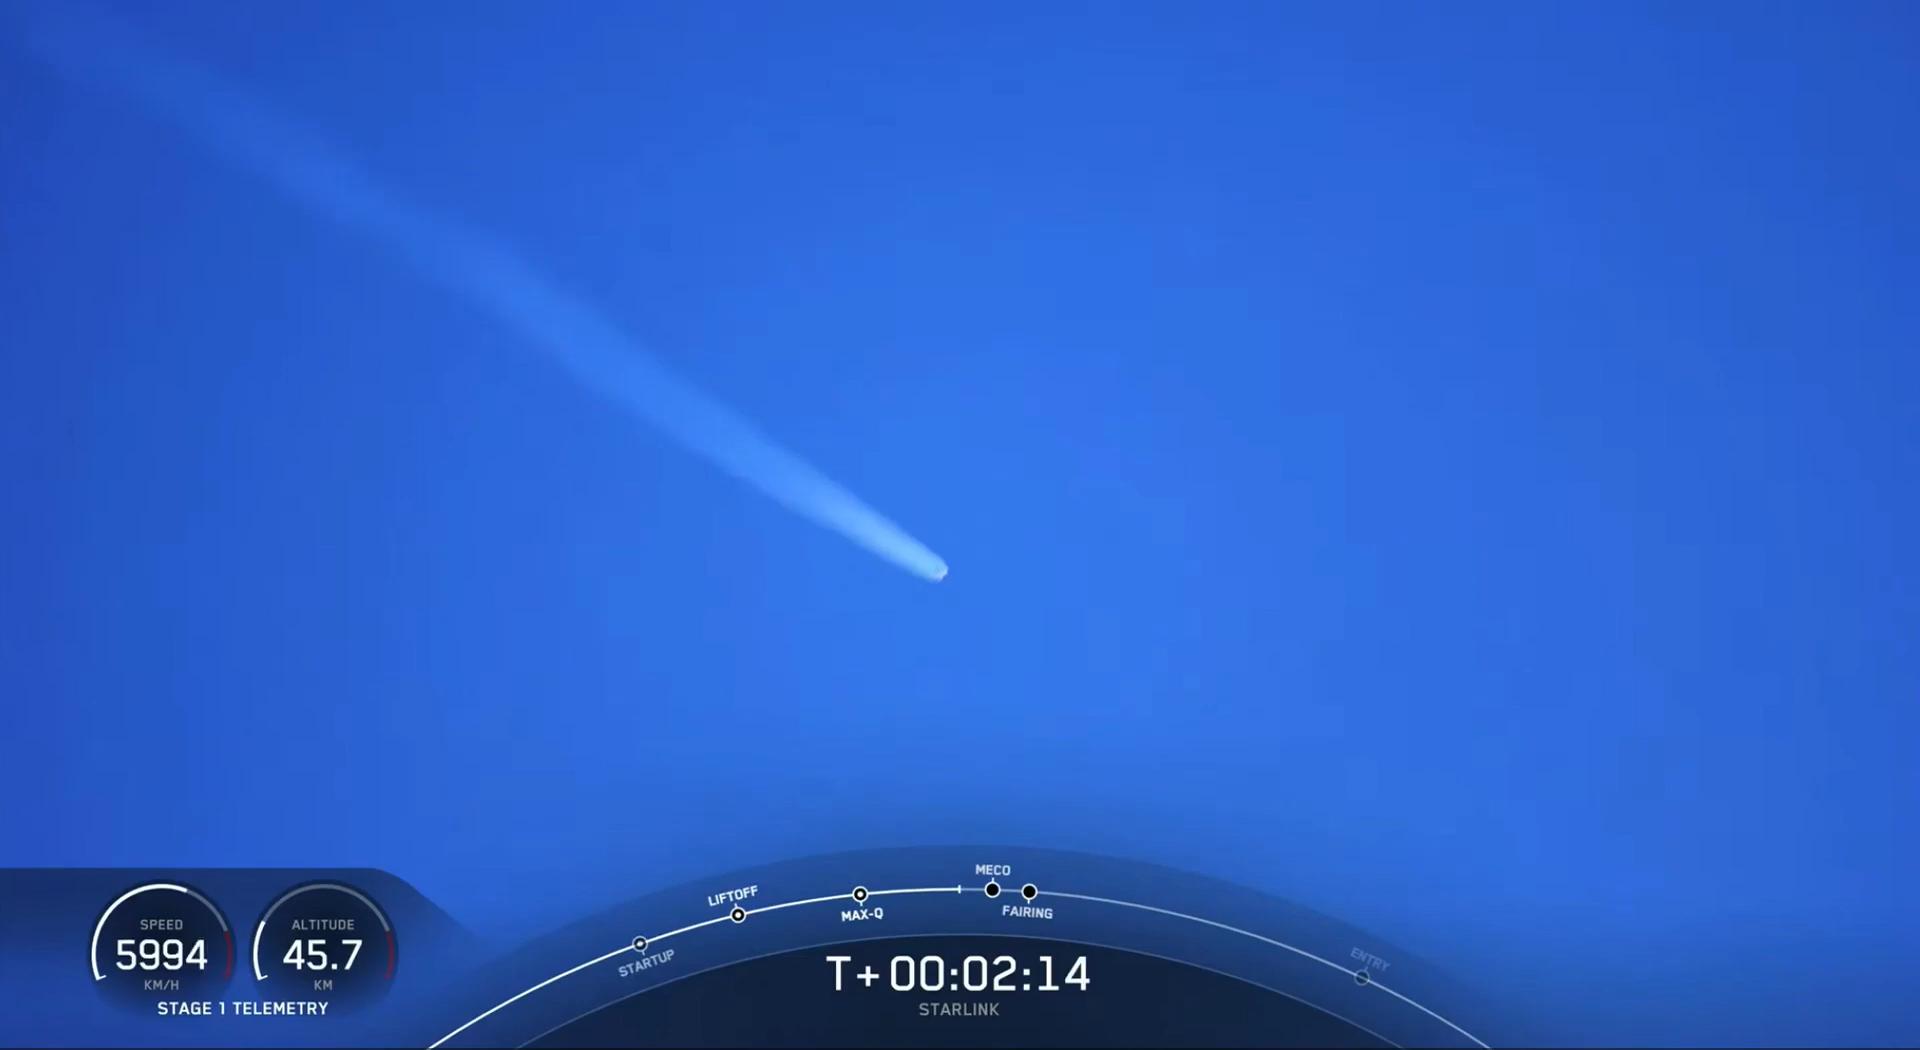 LIFTOFF
STARTUP
MAX-Q
MECO
FAIRING
ENTRY
SPEED
5994
KM/H
ALTITUDE
45.7
KM
STAGE 1 TELEMETRY
T+00:02:14
STARLINK